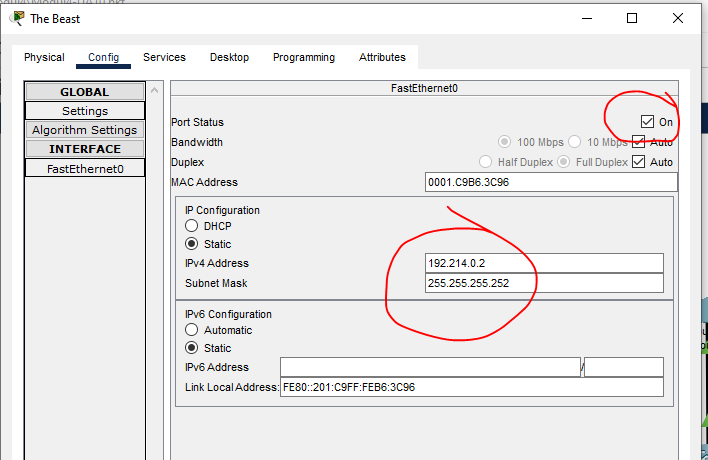 The Beast
Physical Config Services Desktop Programming Attributes
GLOBAL
Settings
Algorithm Settings
INTERFACE
FastEthernet0
FastEthernet0
Port Status On
Bandwidth 100 Mbps 10 Mbps Auto
Duplex Half Duplex Full Duplex Auto
MAC Address 0001.C9B6.3C96
IP Configuration
DHCP
Static
IPv4 Address 192.214.0.2
Subnet Mask 255.255.255.252
IPv6 Configuration
Automatic
Static
IPv6 Address /
Link Local Address: FE80::201:C9FF:FEB6:3C96